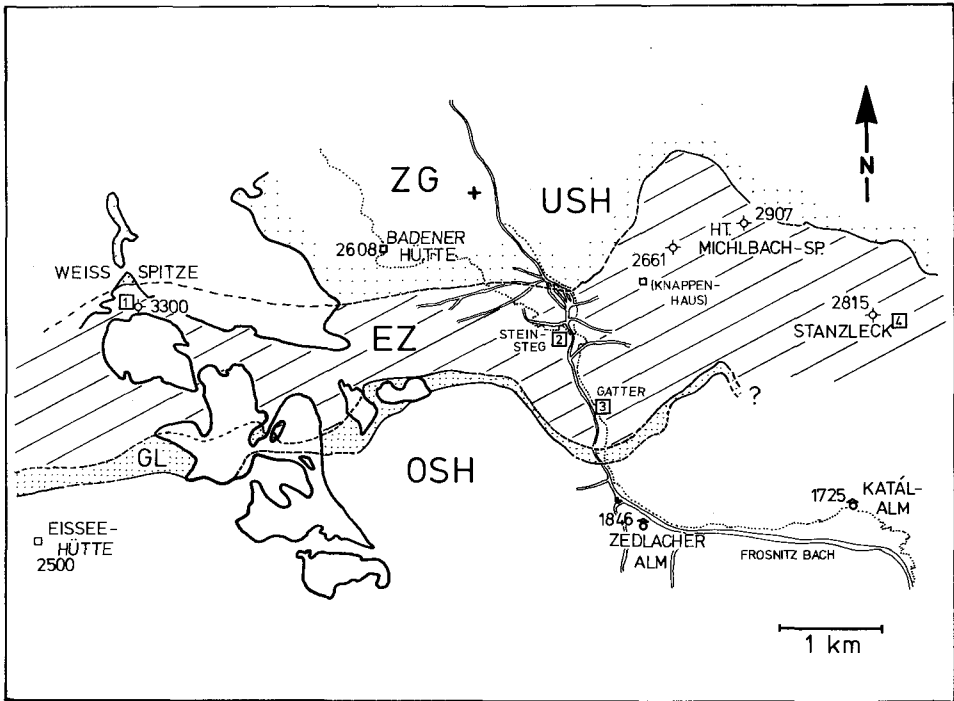 N
ZG
USH
2907
HT.
MICHLBACH-SP.
2661
2608
BADENER
HÜTTE
(KNAPPEN-
HAUS)
WEISS SPITZE
1
3300
2815
STANZLECK
4
EZ
STEIN-
STEG
2
GATTER
3
?
GL
OSH
1725
KATÁL-
ALM
1846
ZEDLACHER
ALM
FROSNITZ BACH
EISSEE-
HÜTTE
2500
1 km